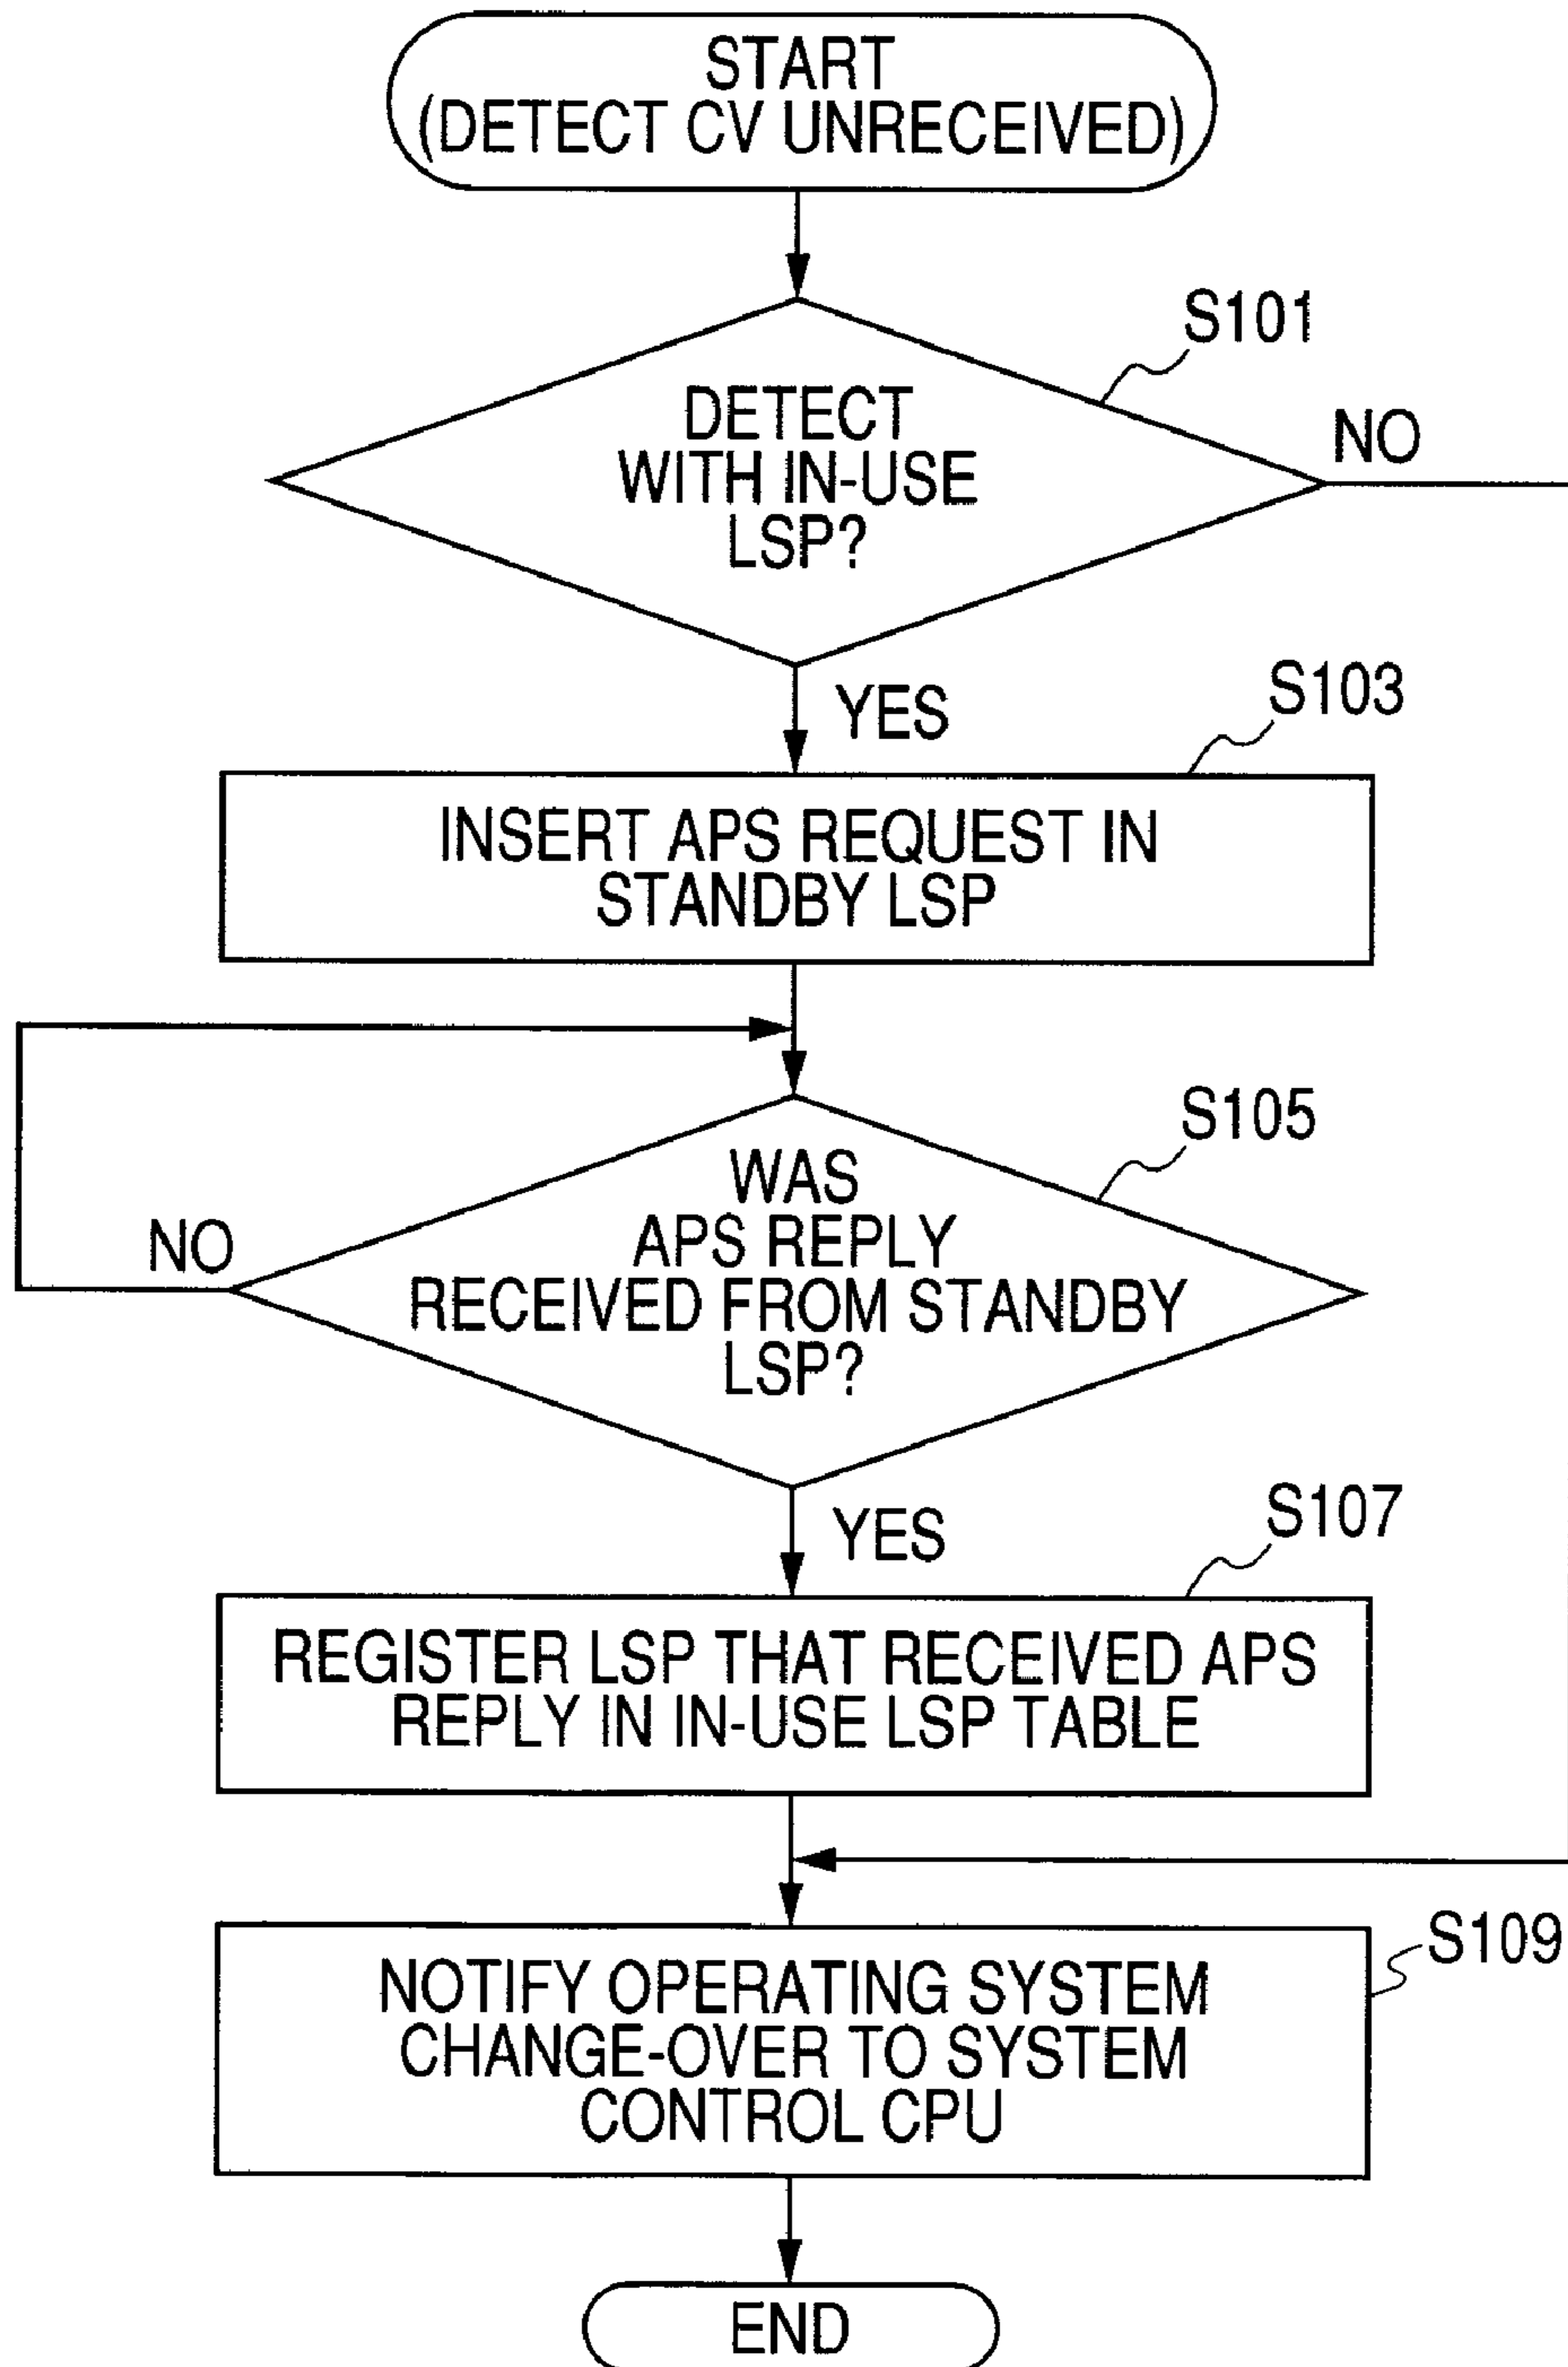 START
(DETECT CV UNRECEIVED)
S101
DETECT
WITH IN-USE
LSP?
NO
YES
S103
INSERT APS REQUEST IN
STANDBY LSP
S105
WAS
APS REPLY
RECEIVED FROM STANDBY
LSP?
NO
YES
S107
REGISTER LSP THAT RECEIVED APS
REPLY IN IN-USE LSP TABLE
S109
NOTIFY OPERATING SYSTEM
CHANGE-OVER TO SYSTEM
CONTROL CPU
END